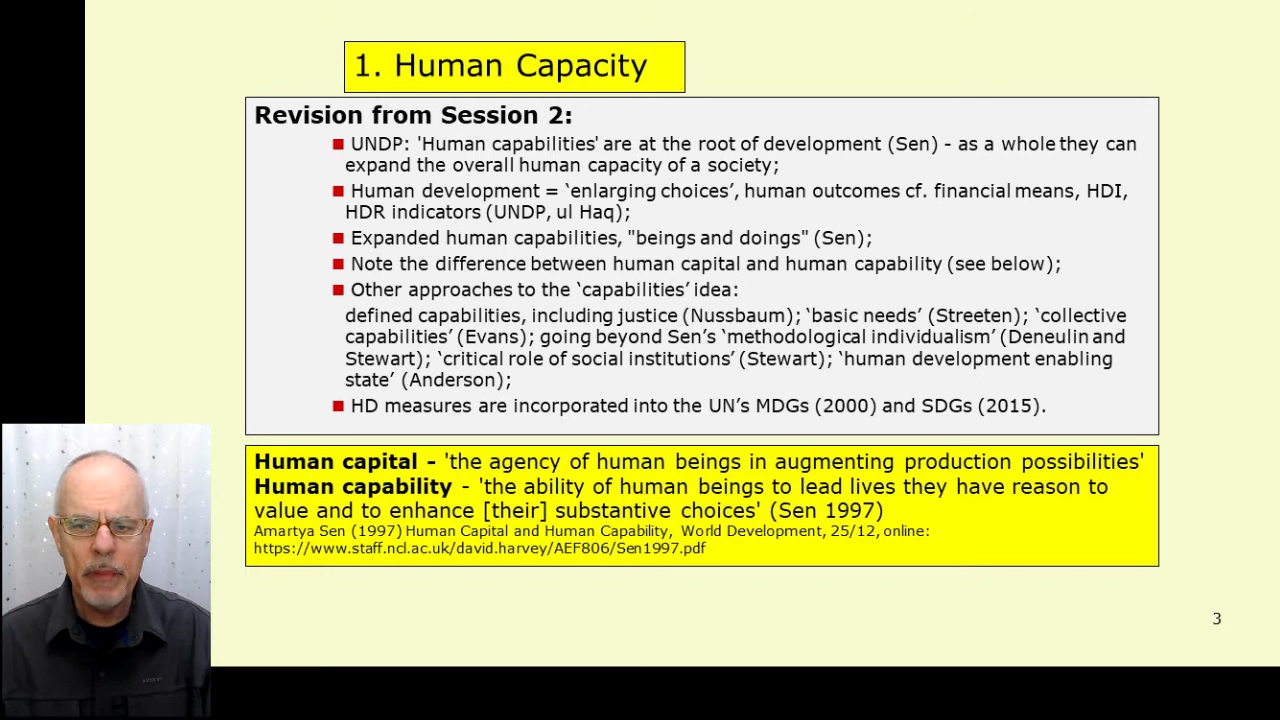 1. Human Capacity
Revision from Session 2:
■ UNDP: 'Human capabilities' are at the root of development (Sen) - as a whole they can
expand the overall human capacity of a society;
■ Human development = ‘enlarging choices’, human outcomes cf. financial means, HDI,
HDR indicators (UNDP, ul Haq);
■ Expanded human capabilities, "beings and doings" (Sen);
■ Note the difference between human capital and human capability (see below);
■ Other approaches to the ‘capabilities’ idea:
defined capabilities, including justice (Nussbaum); ‘basic needs’ (Streeten); ‘collective
capabilities’ (Evans); going beyond Sen’s ‘methodological individualism’ (Deneulin and
Stewart); ‘critical role of social institutions’ (Stewart); ‘human development enabling
state’ (Anderson);
■ HD measures are incorporated into the UN’s MDGs (2000) and SDGs (2015).
Human capital - 'the agency of human beings in augmenting production possibilities'
Human capability - 'the ability of human beings to lead lives they have reason to
value and to enhance [their] substantive choices' (Sen 1997)
Amartya Sen (1997) Human Capital and Human Capability, World Development, 25/12, online:
https://www.staff.ncl.ac.uk/david.harvey/AEF806/Sen1997.pdf
3